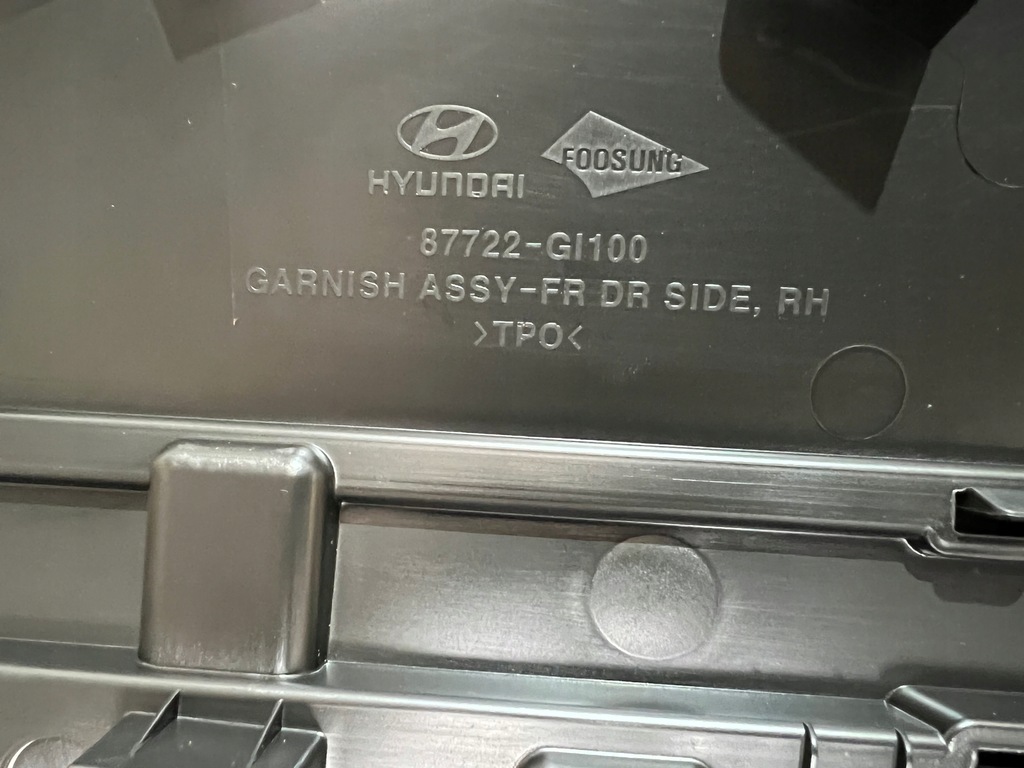 HYUNDAI
FOOSUNG
87722-GI100
GARNISH ASSY-FR DR SIDE, RH
>TPO<